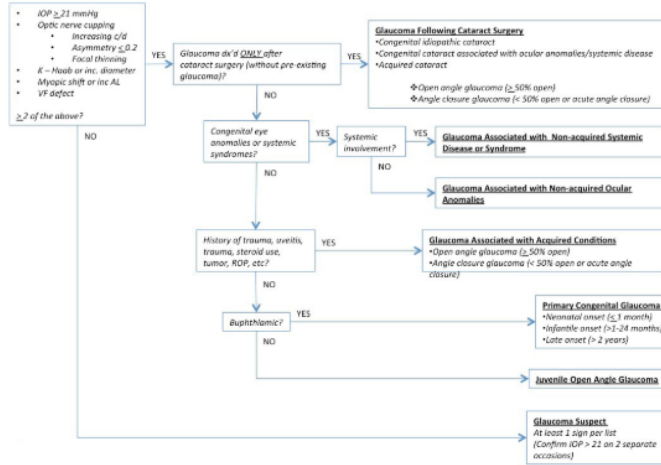 • IOP ≥ 21 mmHg
• Optic nerve cupping
• Increasing c/d
• Asymmetry ≤ 0.2
• Focal thinning
• K – Haab or inc. diameter
• Myopic shift or inc AL
• VF defect
≥ 2 of the above?
YES
Glaucoma dx'd ONLY after
cataract surgery (without pre-existing
glaucoma)?
YES
Glaucoma Following Cataract Surgery
•Congenital idiopathic cataract
•Congenital cataract associated with ocular anomalies/systemic disease
•Acquired cataract
❖Open angle glaucoma (≥ 50% open)
❖Angle closure glaucoma (< 50% open or acute angle closure)
NO
NO
Congenital eye
anomalies or systemic
syndromes?
YES
Systemic
involvement?
YES
Glaucoma Associated with Non-acquired Systemic
Disease or Syndrome
NO
Glaucoma Associated with Non-acquired Ocular
Anomalies
NO
History of trauma, uveitis,
trauma, steroid use,
tumor, ROP, etc?
YES
Glaucoma Associated with Acquired Conditions
•Open angle glaucoma (≥ 50% open)
•Angle closure glaucoma (< 50% open or acute angle
closure)
NO
Buphthlamic?
YES
Primary Congenital Glaucoma
•Neonatal onset (≤ 1 month)
•Infantile onset (>1-24 months)
•Late onset (> 2 years)
NO
Juvenile Open Angle Glaucoma
Glaucoma Suspect
At least 1 sign per list
(Confirm IOP > 21 on 2 separate
occasions)